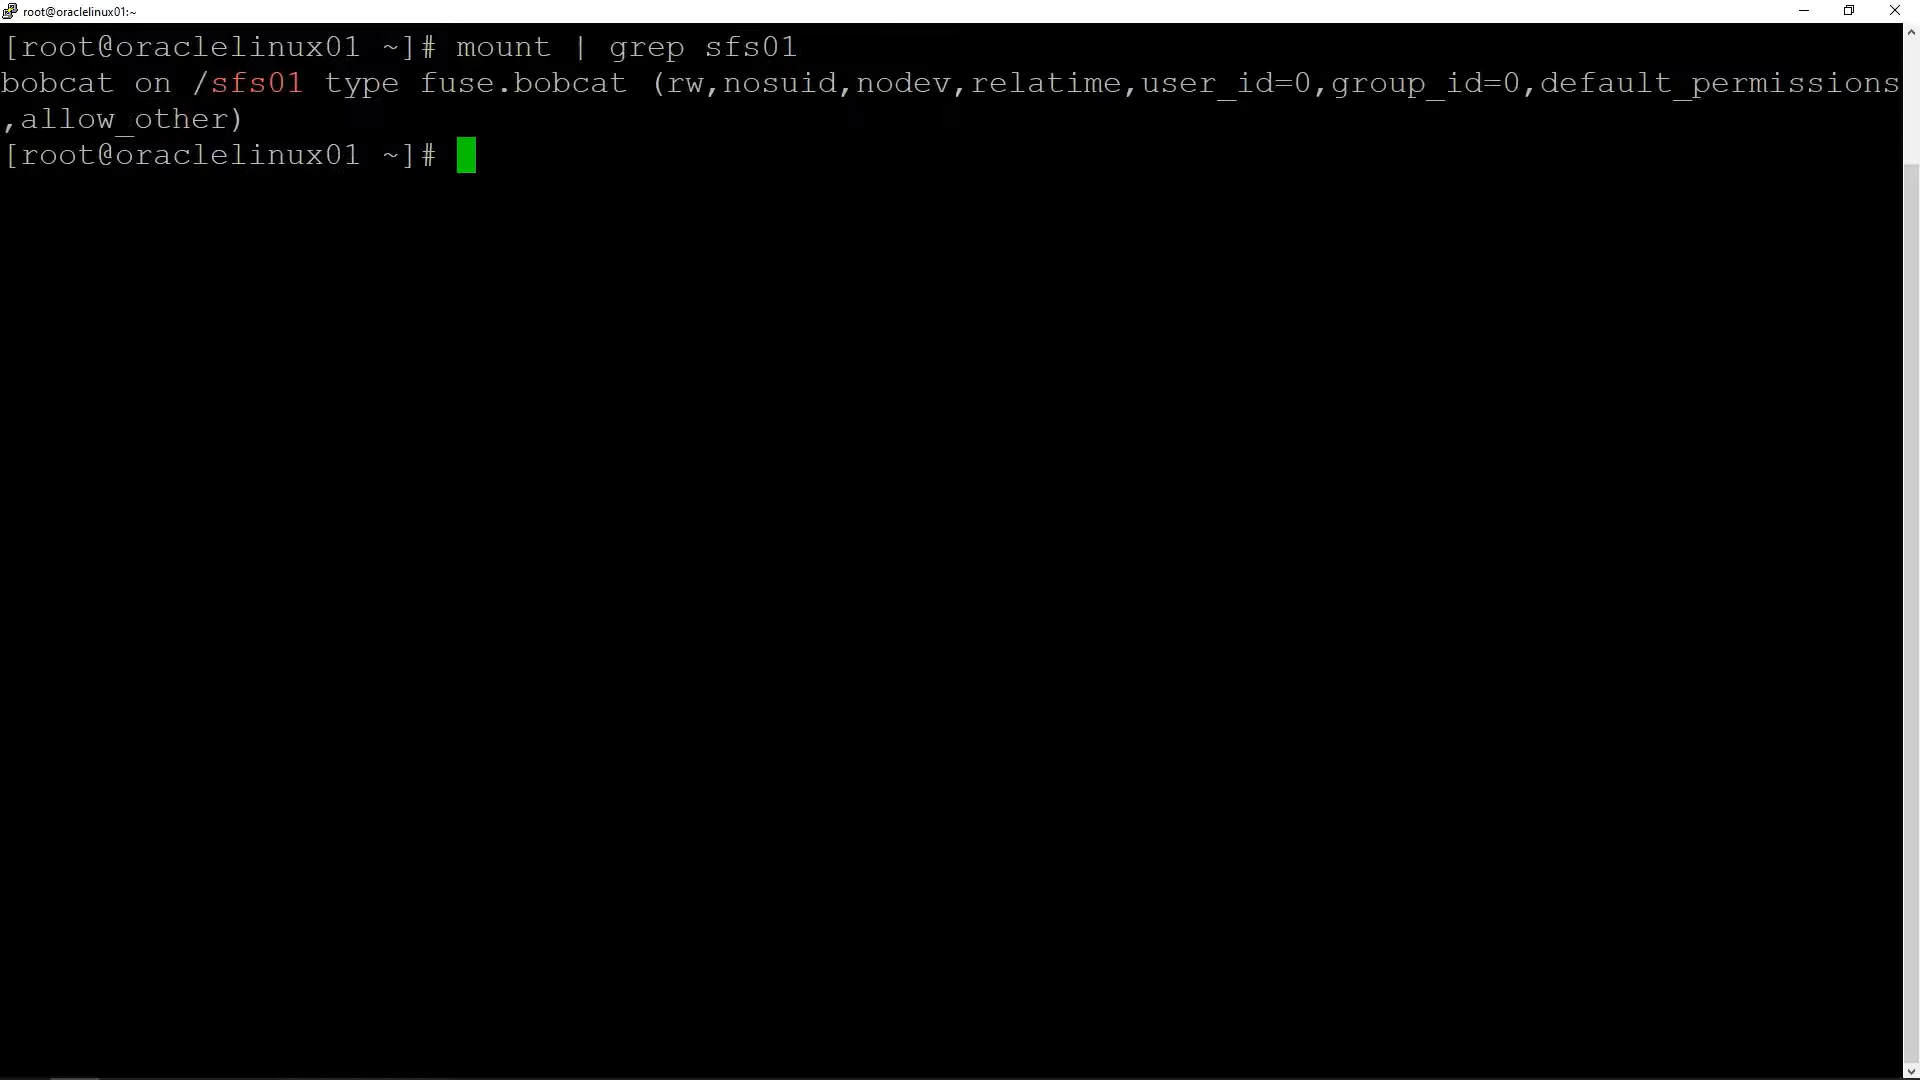 root@oraclelinux01:~
[root@oraclelinux01 ~]# mount | grep sfs01
bobcat on /sfs01 type fuse.bobcat (rw,nosuid,nodev,relatime,user_id=0,group_id=0,default_permissions
,allow_other)
[root@oraclelinux01 ~]#